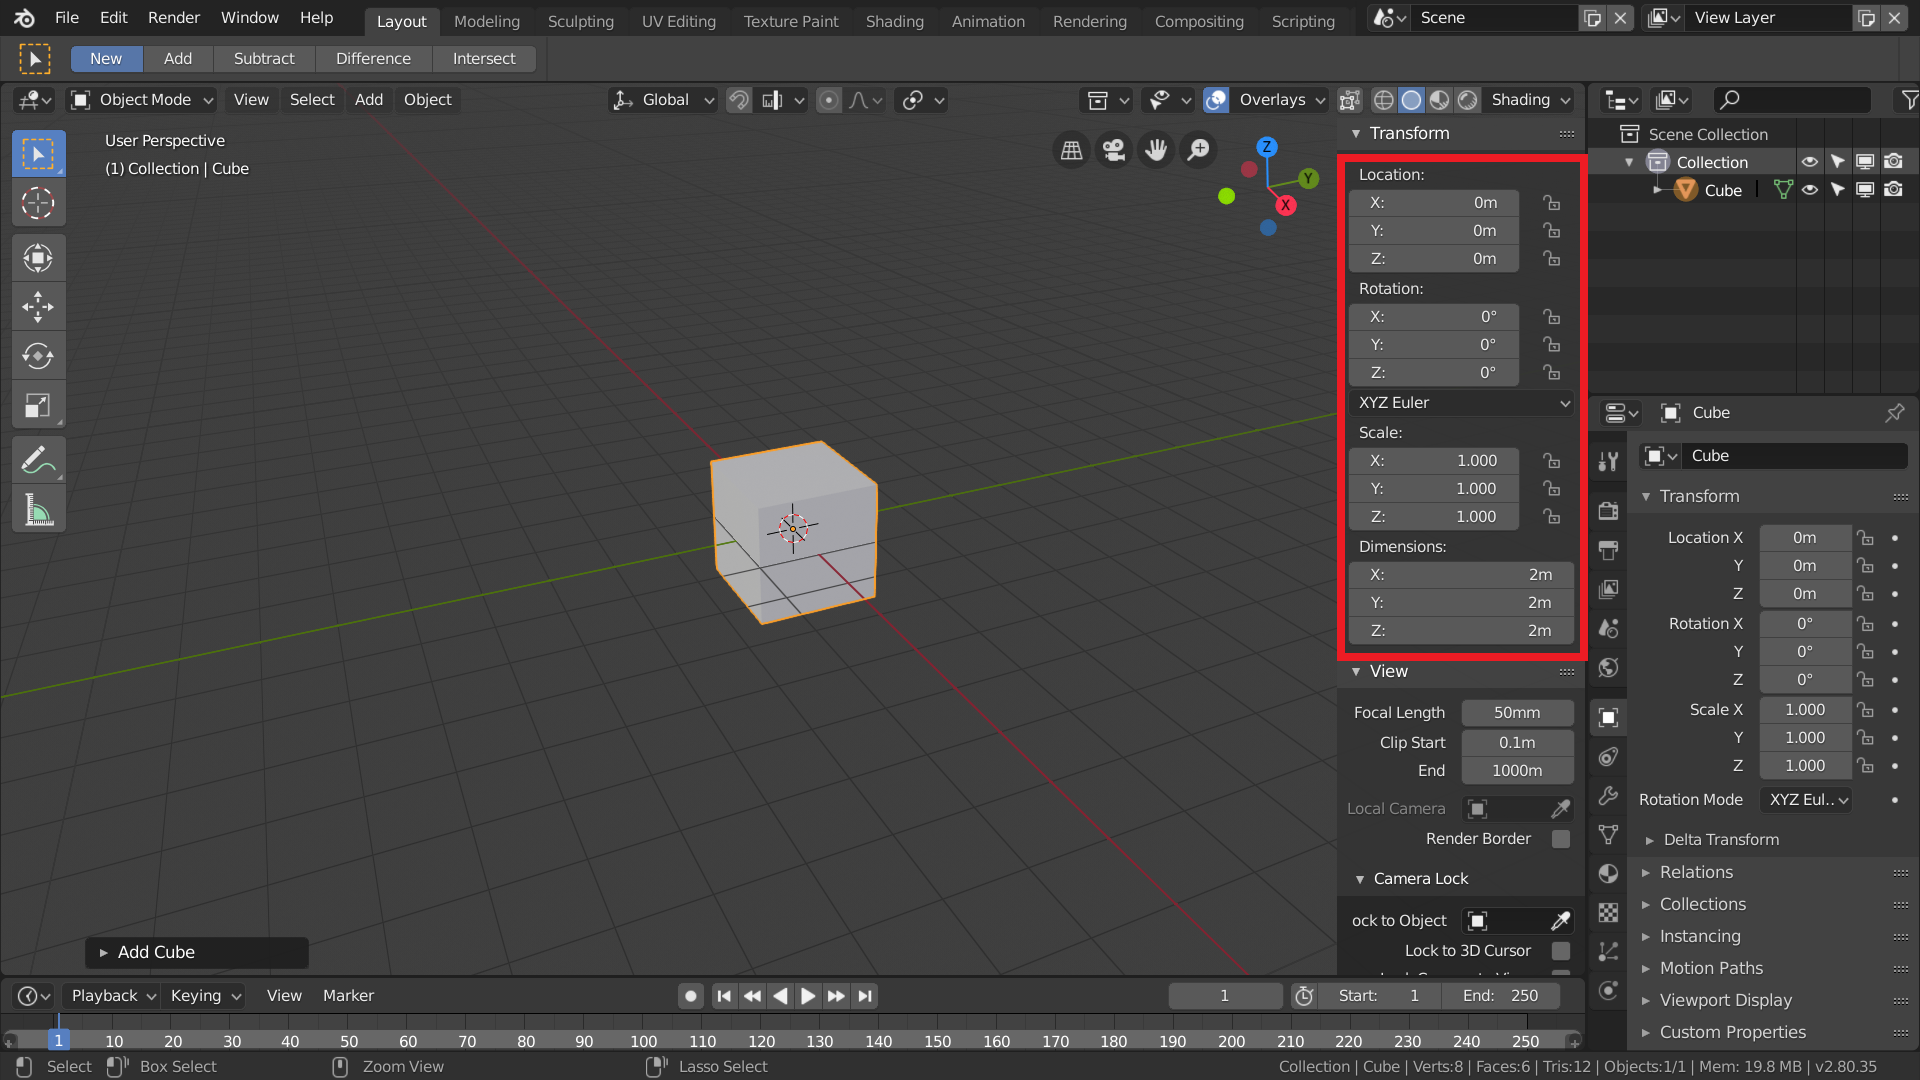 File Edit Render Window Help Layout Modeling Sculpting UV Editing Texture Paint Shading Animation Rendering Compositing Scripting Scene View Layer
New Add Subtract Difference Intersect
Object Mode View Select Add Object Global Overlays Shading
User Perspective
(1) Collection | Cube
Z
Y
X
Transform
Location:
X: 0m
Y: 0m
Z: 0m
Rotation:
X: 0°
Y: 0°
Z: 0°
XYZ Euler
Scale:
X: 1.000
Y: 1.000
Z: 1.000
Dimensions:
X: 2m
Y: 2m
Z: 2m
View
Focal Length 50mm
Clip Start 0.1m
End 1000m
Local Camera
Render Border
Camera Lock
ock to Object
Lock to 3D Cursor
Scene Collection
Collection
Cube
Cube
Cube
Transform
Location X 0m
Y 0m
Z 0m
Rotation X 0°
Y 0°
Z 0°
Scale X 1.000
Y 1.000
Z 1.000
Rotation Mode XYZ Eul..
Delta Transform
Relations
Collections
Instancing
Motion Paths
Viewport Display
Custom Properties
Add Cube
Playback Keying View Marker 1 Start: 1 End: 250
1 10 20 30 40 50 60 70 80 90 100 110 120 130 140 150 160 170 180 190 200 210 220 230 240 250
Select Box Select Zoom View Lasso Select Collection | Cube | Verts:8 | Faces:6 | Tris:12 | Objects:1/1 | Mem: 19.8 MB | v2.80.35